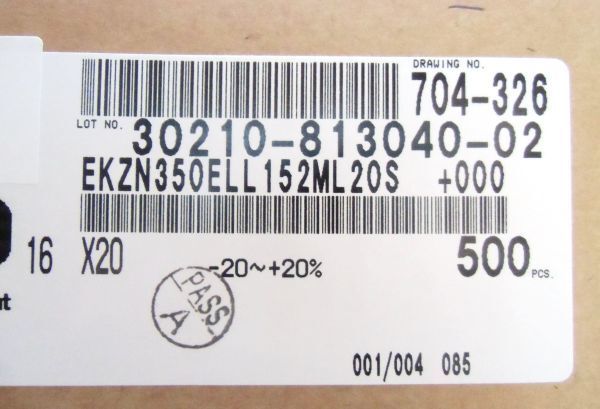 DRAWING NO.
704-326
LOT NO. 30210-813040-02
EKZN350ELL152ML20S +000
16 X20 -20~+20% 500 PCS.
PASS
A
001/004 085